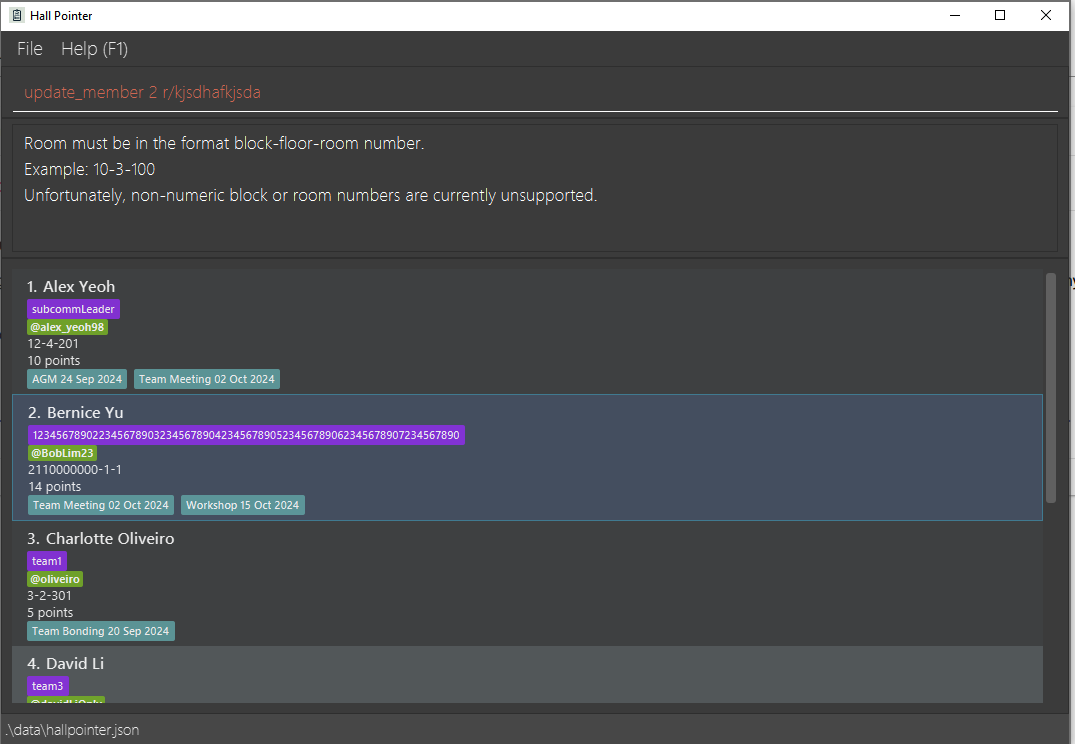 Hall Pointer
File Help (F1)
update_member 2 r/kjsdhafkjsda
Room must be in the format block-floor-room number.
Example: 10-3-100
Unfortunately, non-numeric block or room numbers are currently unsupported.
1. Alex Yeoh
subcommLeader
@alex_yeoh98
12-4-201
10 points
AGM 24 Sep 2024 Team Meeting 02 Oct 2024
2. Bernice Yu
1234567890223456789032345678904234567890523456789062345678907234567890
@BobLim23
2110000000-1-1
14 points
Team Meeting 02 Oct 2024 Workshop 15 Oct 2024
3. Charlotte Oliveiro
team1
@oliveiro
3-2-301
5 points
Team Bonding 20 Sep 2024
4. David Li
team3
.\data\hallpointer.json